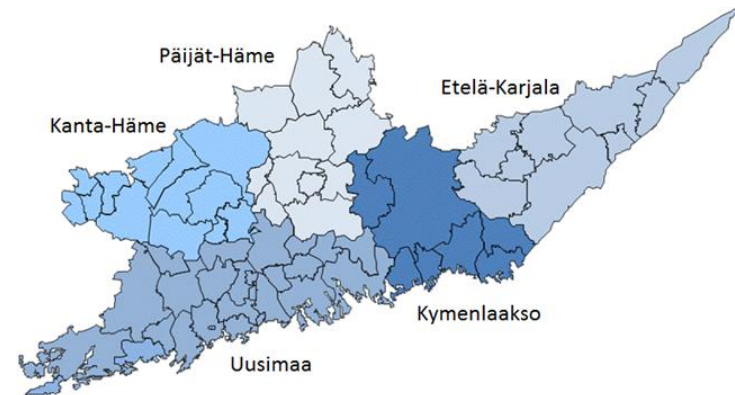 Päijät-Häme
Etelä-Karjala
Kanta-Häme
Kymenlaakso
Uusimaa